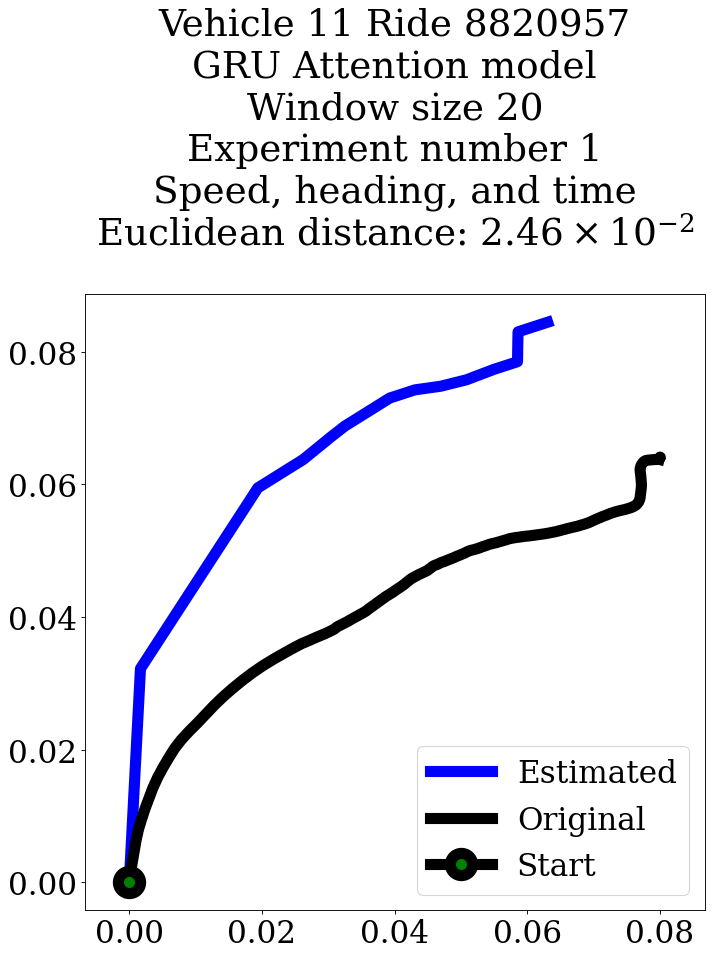 Vehicle 11 Ride 8820957
GRU Attention model
Window size 20
Experiment number 1
Speed, heading, and time
Euclidean distance: 2.46 × 10⁻²
0.08
0.06
0.04
0.02
0.00
Estimated
Original
Start
0.00 0.02 0.04 0.06 0.08